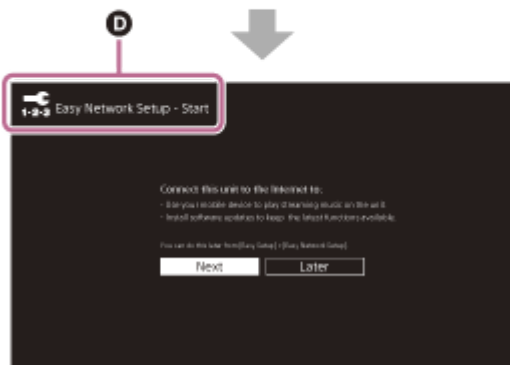 D
1-2-3 Easy Network Setup - Start
Connect this unit to the Internet to:
- Use your mobile device to play streaming music on the unit.
- Install software updates to keep the latest functions available.
You can do this later from [Easy Setup] > [Easy Network Setup].
Next Later